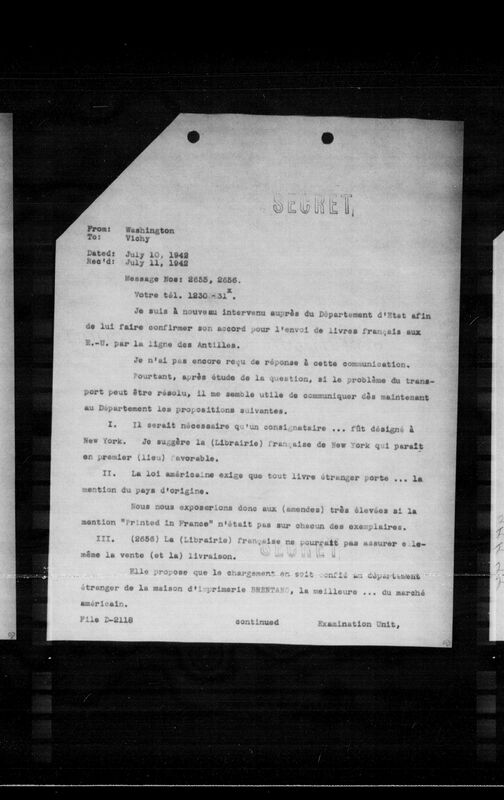 SECRET,
From: Washington
To: Vichy
Dated: July 10, 1942
Rec'd: July 11, 1942
Message Nos: 2655, 2656.
Votre tél. 1230 - 31x.
Je suis à nouveau intervenu auprès du Département d'Etat afin
de lui faire confirmer son accord pour l'envoi de livres français aux
E.-U. par la ligne des Antilles.
Je n'ai pas encore reçu de réponse à cette communication.
Pourtant, après étude de la question, si le problème du trans-
port peut être résolu, il me semble utile de communiquer dès maintenant
au Département les propositions suivantes.
I. Il serait nécessaire qu'un consignataire ... fût désigné à
New York. Je suggère la (Librairie) française de New York qui paraît
en premier (lieu) favorable.
II. La loi américaine exige que tout livre étranger porte ... la
mention du pays d'origine.
Nous nous exposerions donc aux (amendes) très élevées si la
mention "Printed in France" n'était pas sur chacun des exemplaires.
III. (2656) La (Librairie) française ne pourrait pas assurer elle-
même la vente (et la) livraison.
SECRET
Elle propose que le chargement en soit confié au département
étranger de la maison d'imprimerie BRENTANO, la meilleure ... du marché
américain.
File D-2118 continued Examination Unit,